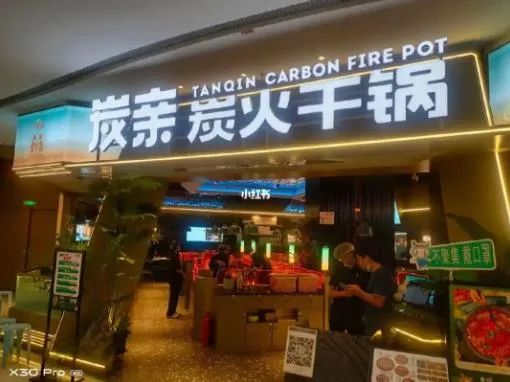 TANQIN CARBON FIRE POT
炭亲 炭火干锅
小红书
不聚集 戴口罩
X30 Pro